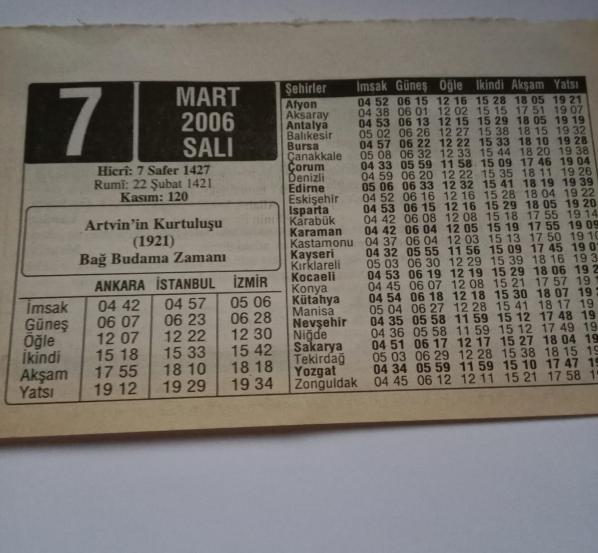 7
MART
2006
SALI
Hicrî: 7 Safer 1427
Rumî: 22 Şubat 1421
Kasım: 120
Artvin'in Kurtuluşu
(1921)
Bağ Budama Zamanı
ANKARA İSTANBUL İZMİR
İmsak 04 42 04 57 05 06
Güneş 06 07 06 23 06 28
Öğle 12 07 12 22 12 30
İkindi 15 18 15 33 15 42
Akşam 17 55 18 10 18 18
Yatsı 19 12 19 29 19 34
Şehirler İmsak Güneş Öğle İkindi Akşam Yatsı
Afyon 04 52 06 15 12 16 15 28 18 05 19 21
Aksaray 04 38 06 01 12 02 15 15 17 51 19 07
Antalya 04 53 06 13 12 15 15 29 18 05 19 19
Balıkesir 05 02 06 26 12 27 15 38 18 15 19 32
Bursa 04 57 06 22 12 22 15 33 18 10 19 28
Çanakkale 05 08 06 32 12 33 15 44 18 20 19 38
Çorum 04 33 05 59 11 58 15 09 17 46 19 04
Denizli 04 59 06 20 12 22 15 35 18 11 19 26
Edirne 05 06 06 33 12 32 15 41 18 19 19 39
Eskişehir 04 52 06 16 12 16 15 28 18 04 19 22
Isparta 04 53 06 15 12 16 15 29 18 05 19 20
Karabük 04 42 06 08 12 08 15 18 17 55 19 14
Karaman 04 42 06 04 12 05 15 19 17 55 19 09
Kastamonu 04 37 06 04 12 03 15 13 17 50 19 10
Kayseri 04 32 05 55 11 56 15 09 17 45 19
Kırklareli 05 03 06 30 12 29 15 39 18 16 19
Kocaeli 04 53 06 19 12 19 15 29 18 06 19
Konya 04 45 06 07 12 08 15 21 17 57 19
Kütahya 04 54 06 18 12 18 15 30 18 07 19
Manisa 05 04 06 27 12 28 15 41 18 17 19
Nevşehir 04 35 05 58 11 59 15 12 17 48 19
Niğde 04 36 05 58 11 59 15 12 17 49 19
Sakarya 04 51 06 17 12 17 15 27 18 04 19
Tekirdağ 05 03 06 29 12 28 15 38 18 15 19
Yozgat 04 34 05 59 11 59 15 10 17 47 19
Zonguldak 04 45 06 12 12 11 15 21 17 58 19